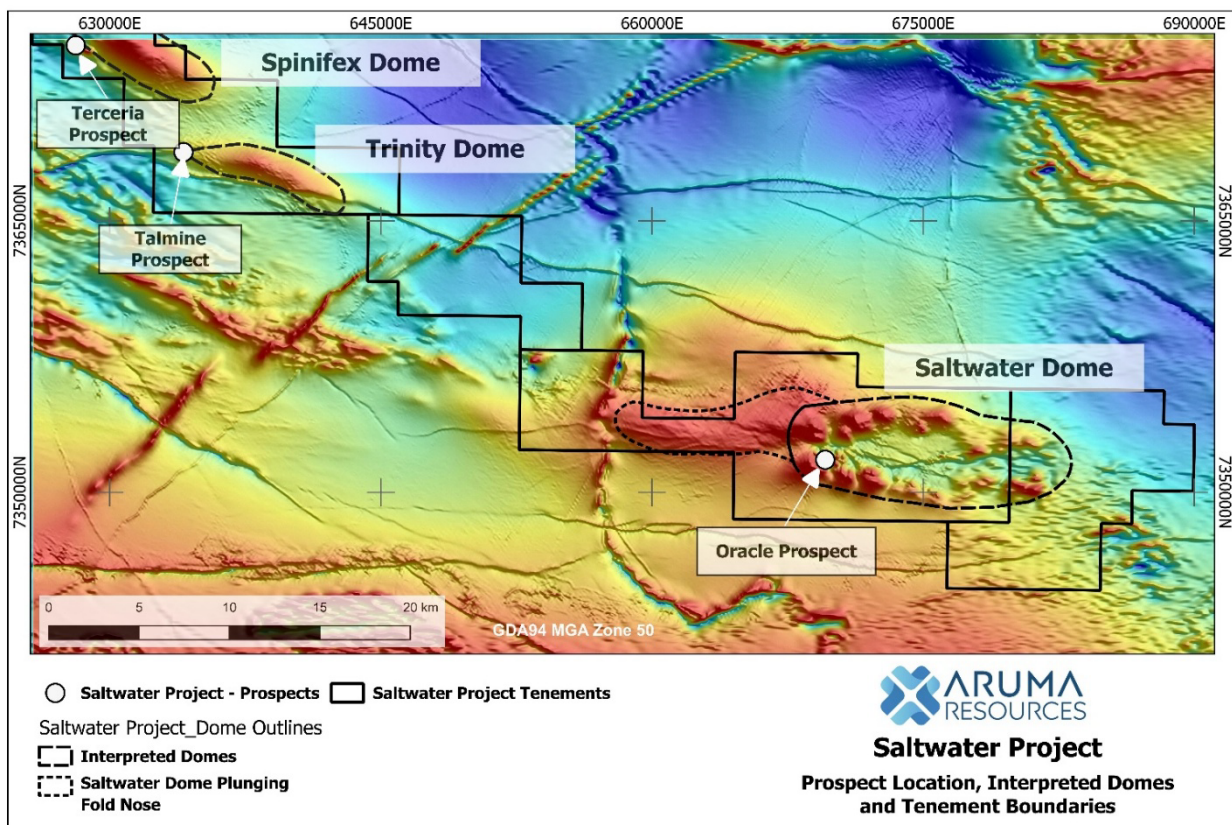 630000E 645000E 660000E 675000E 690000E
Spinifex Dome
Terceria
Prospect
Trinity Dome
7365000N
7365000N
Talmine
Prospect
Saltwater Dome
7350000N
7350000N
Oracle Prospect
0 5 10 15 20 km
GDA94 MGA Zone 50
Saltwater Project - Prospects
Saltwater Project Tenements
Saltwater Project_Dome Outlines
Interpreted Domes
Saltwater Dome Plunging
Fold Nose
ARUMA
RESOURCES
Saltwater Project
Prospect Location, Interpreted Domes
and Tenement Boundaries